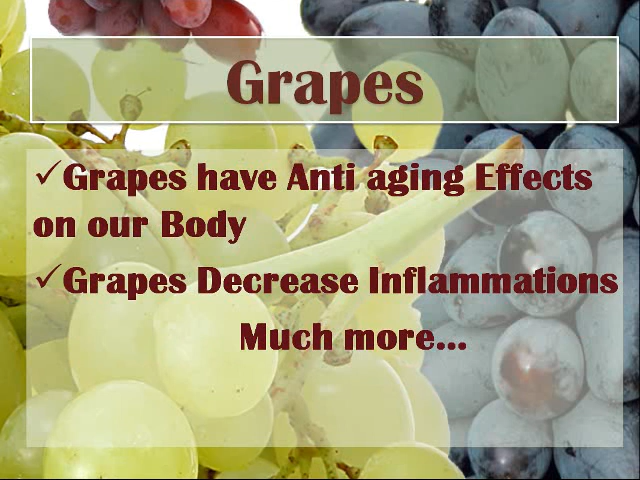 Grapes
✓Grapes have Anti aging Effects
on our Body
✓Grapes Decrease Inflammations
Much more...